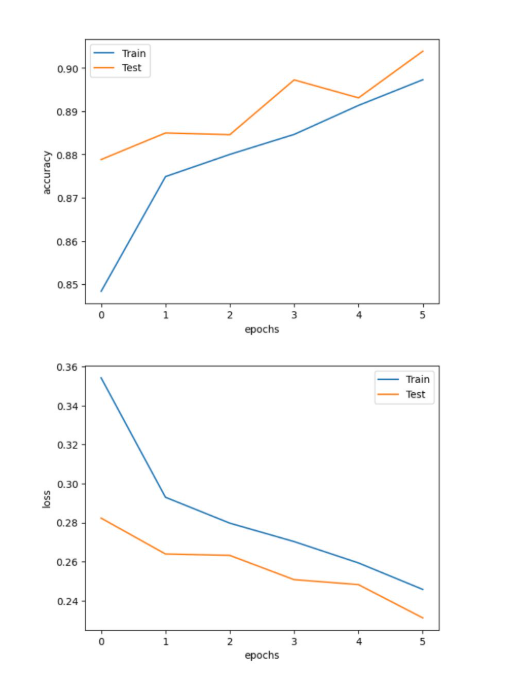 Train
Test
0.90
0.89
0.88
0.87
0.86
0.85
accuracy
0 1 2 3 4 5
epochs
Train
Test
0.36
0.34
0.32
0.30
0.28
0.26
0.24
loss
0 1 2 3 4 5
epochs